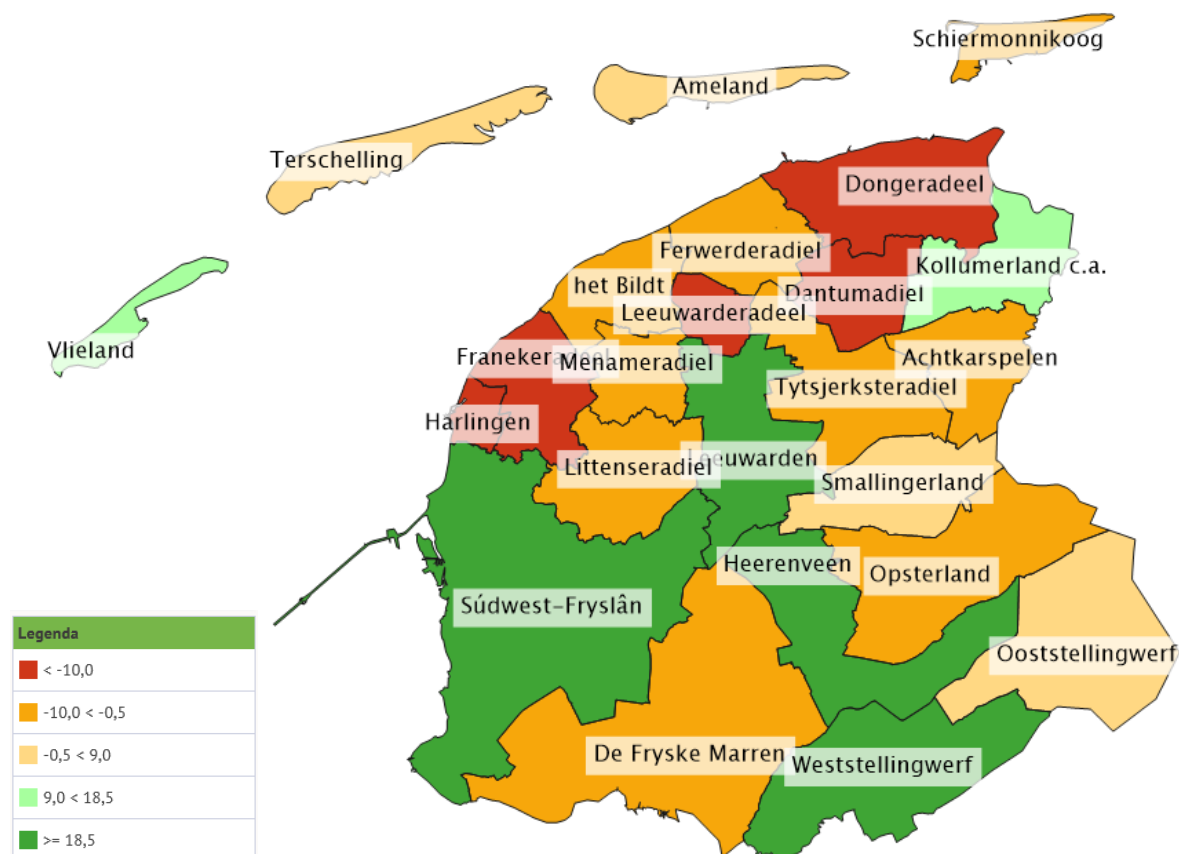 Schiermonnikoog
Ameland
Terschelling
Dongeradeel
Ferwerderadiel
Kollumerland c.a.
het Bildt
Dantumadiel
Leeuwarderadeel
Vlieland
Franekeradeel
Menameradiel
Achtkarspelen
Tytsjerksteradiel
Harlingen
Littenseradiel
Leeuwarden
Smallingerland
Heerenveen
Opsterland
Súdwest-Fryslân
Ooststellingwerf
De Fryske Marren
Weststellingwerf
Legenda
< -10,0
-10,0 < -0,5
-0,5 < 9,0
9,0 < 18,5
>= 18,5